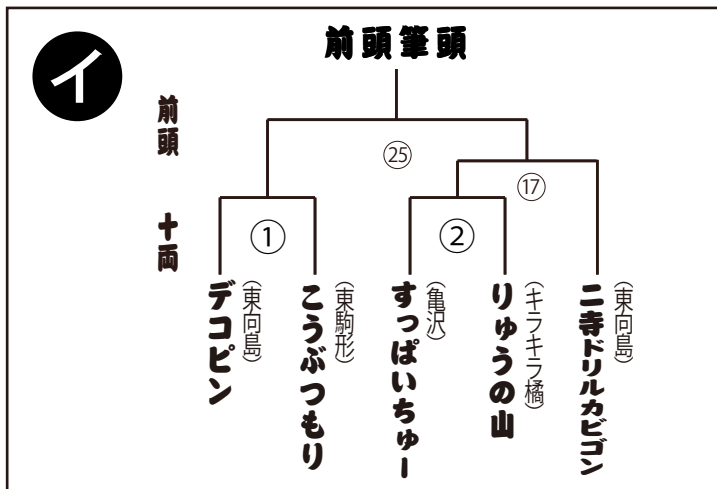 イ
前頭筆頭
前頭
十両
㉕
⑰
①
②
デコピン
(東向島)
こうぶつもり
(東駒形)
すっぱいちゅー
(亀沢)
りゅうの山
(キラキラ橘)
二寺ドリルカビゴン
(東向島)